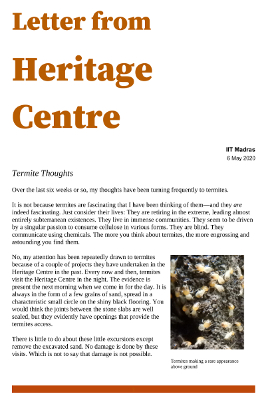 Letter from
Heritage
Centre
IIT Madras
6 May 2020
Termite Thoughts
Over the last six weeks or so, my thoughts have been turning frequently to termites.
It is not because termites are fascinating that I have been thinking of them—and they are
indeed fascinating. Just consider their lives: They are retiring in the extreme, leading almost
entirely subterranean existences. They live in immense communities. They seem to be driven
by a singular passion to consume cellulose in various forms. They are blind. They
communicate using chemicals. The more you think about termites, the more engrossing and
astounding you find them.
No, my attention has been repeatedly drawn to termites
because of a couple of projects they have undertaken in the
Heritage Centre in the past. Every now and then, termites
visit the Heritage Centre in the night. The evidence is
present the next morning when we come in for the day. It is
always in the form of a few grains of sand, spread in a
characteristic small circle on the shiny black flooring. You
would think the joints between the stone slabs are well
sealed, but they evidently have openings that provide the
termites access.
There is little to do about these little excursions except
remove the excavated sand. No damage is done by these
visits. Which is not to say that damage is not possible.
Termites making a rare appearance
above ground